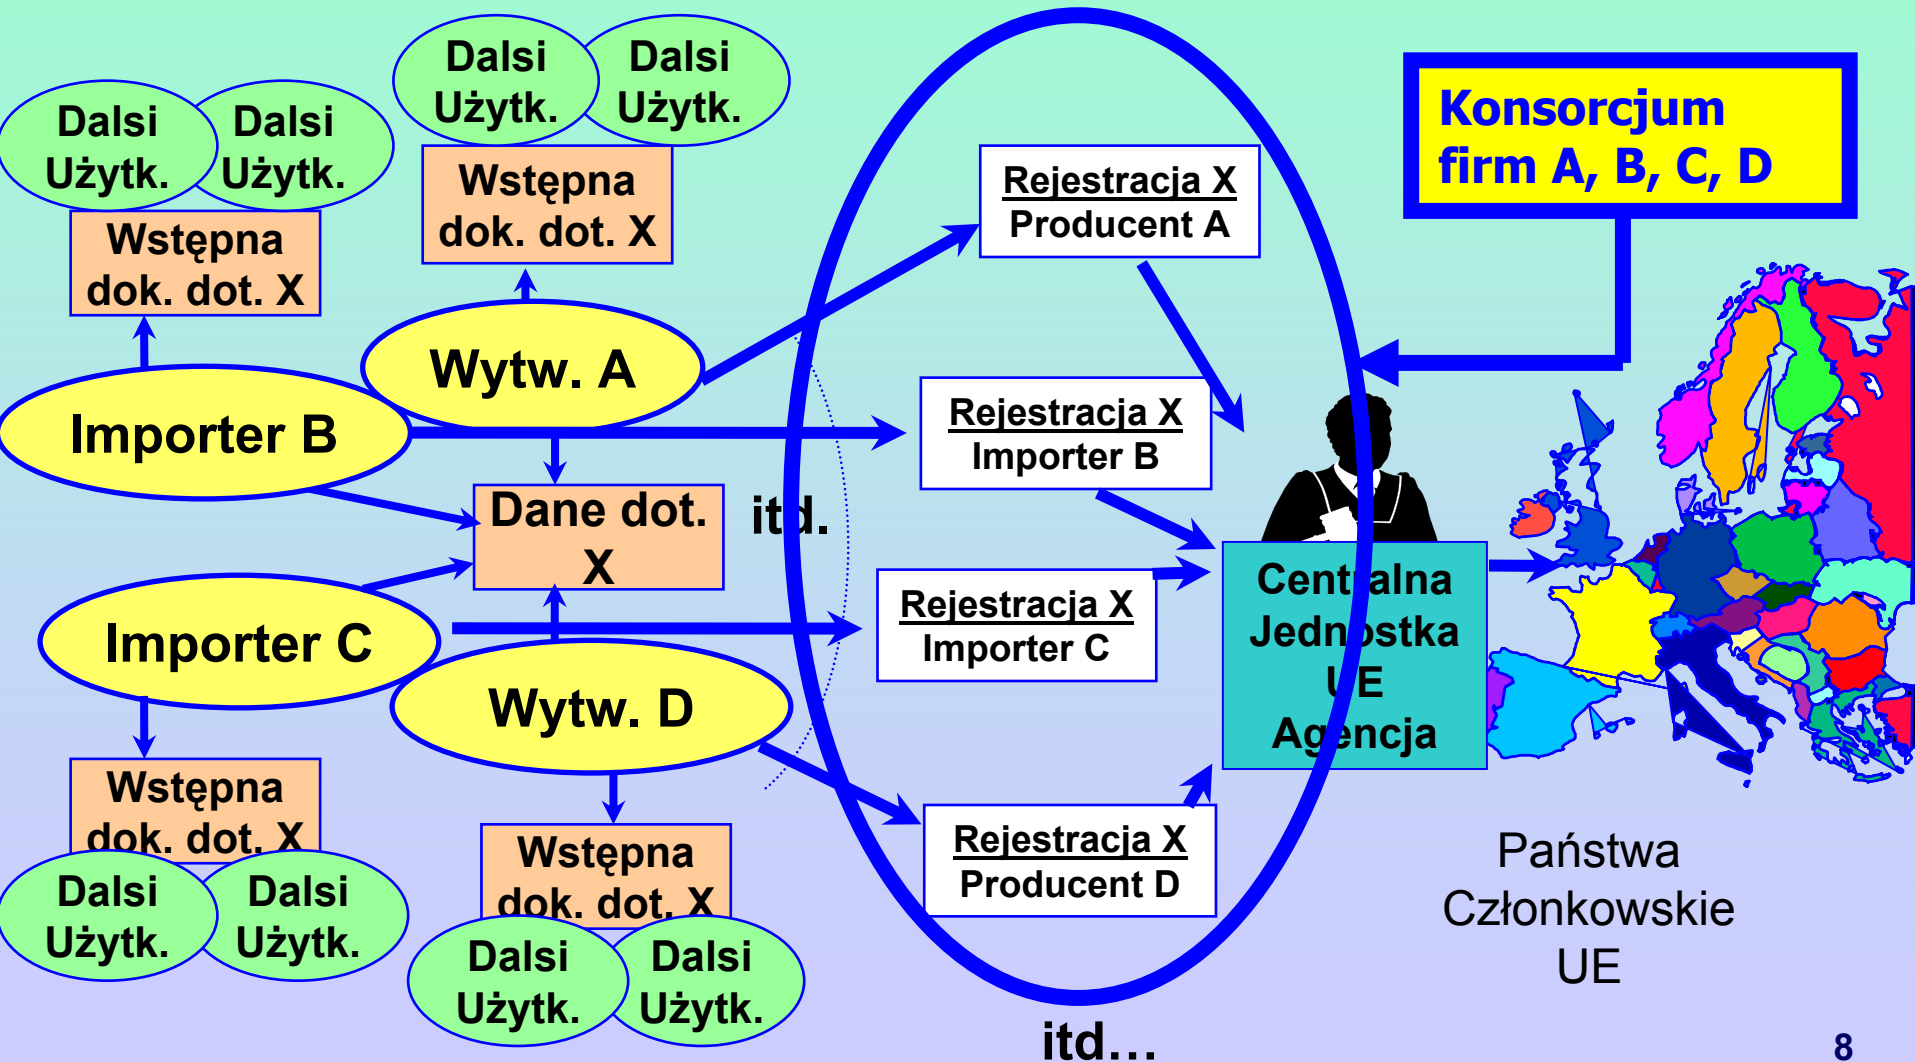 Dalsi
Użytk.
Dalsi
Użytk.
Dalsi
Użytk.
Dalsi
Użytk.
Wstępna
dok. dot. X
Wstępna
dok. dot. X
Wytw. A
Importer B
Dane dot.
X
itd.
Importer C
Wytw. D
Wstępna
dok. dot. X
Dalsi
Użytk.
Dalsi
Użytk.
Wstępna
dok. dot. X
Dalsi
Użytk.
Dalsi
Użytk.
Rejestracja X
Producent A
Rejestracja X
Importer B
Rejestracja X
Importer C
Rejestracja X
Producent D
itd...
Konsorcjum
firm A, B, C, D
Centralna
Jednostka
UE
Agencja
Państwa
Członkowskie
UE
8